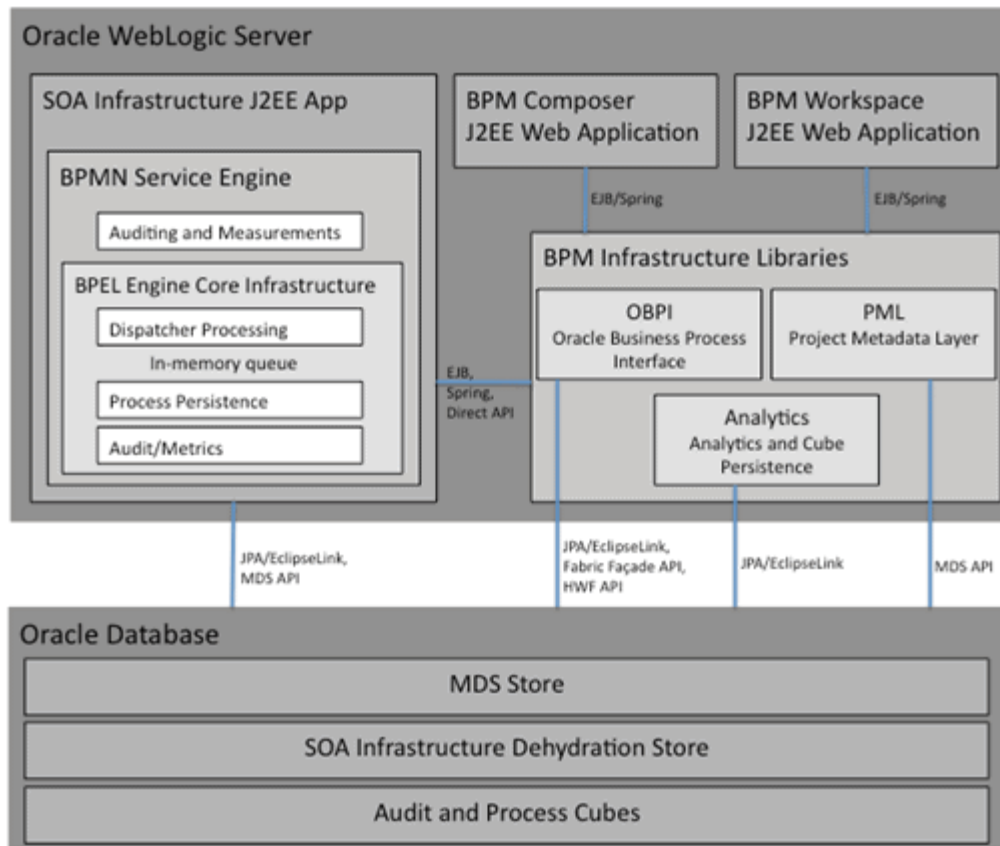 Oracle WebLogic Server
SOA Infrastructure J2EE App
BPMN Service Engine
Auditing and Measurements
BPEL Engine Core Infrastructure
Dispatcher Processing
In-memory queue
Process Persistence
Audit/Metrics
BPM Composer
J2EE Web Application
BPM Workspace
J2EE Web Application
EJB/Spring
EJB/Spring
BPM Infrastructure Libraries
OBPI
Oracle Business Process
Interface
PML
Project Metadata Layer
EJB,
Spring,
Direct API
Analytics
Analytics and Cube
Persistence
JPA/EclipseLink,
MDS API
JPA/EclipseLink,
Fabric Façade API,
HWF API
JPA/EclipseLink
MDS API
Oracle Database
MDS Store
SOA Infrastructure Dehydration Store
Audit and Process Cubes